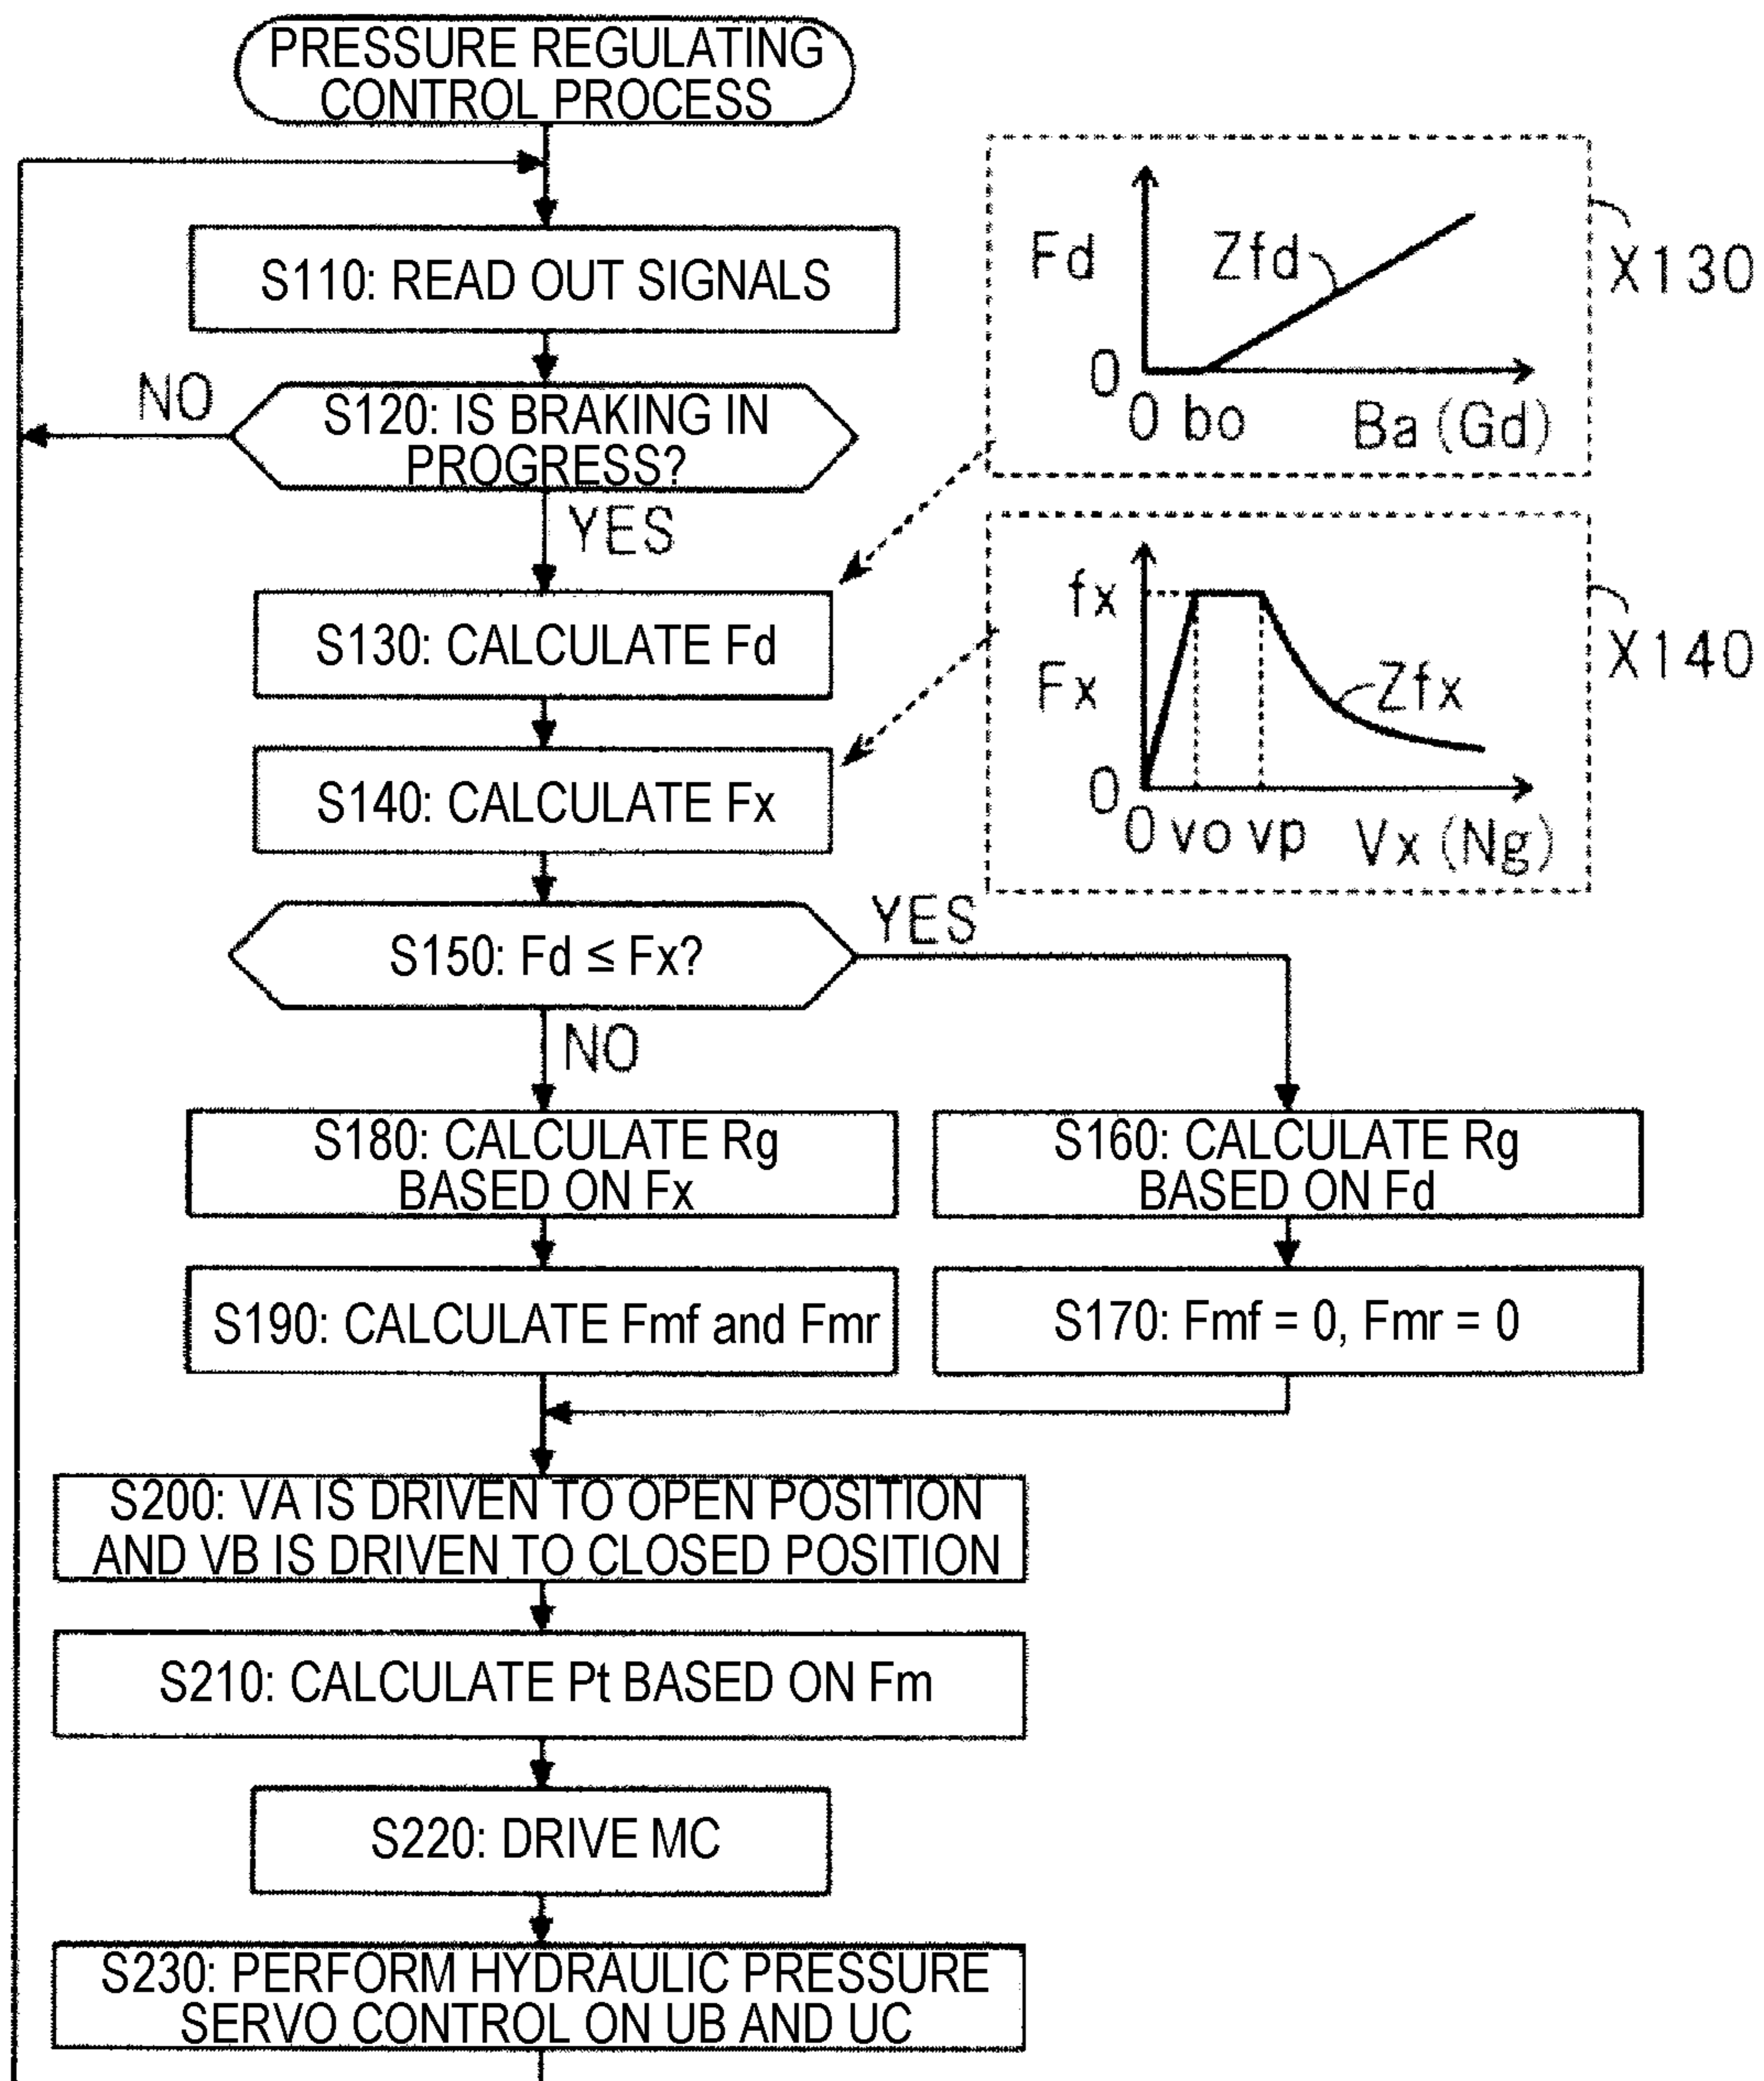 PRESSURE REGULATING
CONTROL PROCESS
S110: READ OUT SIGNALS
NO
S120: IS BRAKING IN
PROGRESS?
YES
Fd
Zfd
0
0 bo
Ba (Gd)
X130
S130: CALCULATE Fd
fx
Fx
Zfx
0
0 vo vp
Vx (Ng)
X140
S140: CALCULATE Fx
S150: Fd ≤ Fx?
YES
NO
S180: CALCULATE Rg
BASED ON Fx
S160: CALCULATE Rg
BASED ON Fd
S190: CALCULATE Fmf and Fmr
S170: Fmf = 0, Fmr = 0
S200: VA IS DRIVEN TO OPEN POSITION
AND VB IS DRIVEN TO CLOSED POSITION
S210: CALCULATE Pt BASED ON Fm
S220: DRIVE MC
S230: PERFORM HYDRAULIC PRESSURE
SERVO CONTROL ON UB AND UC